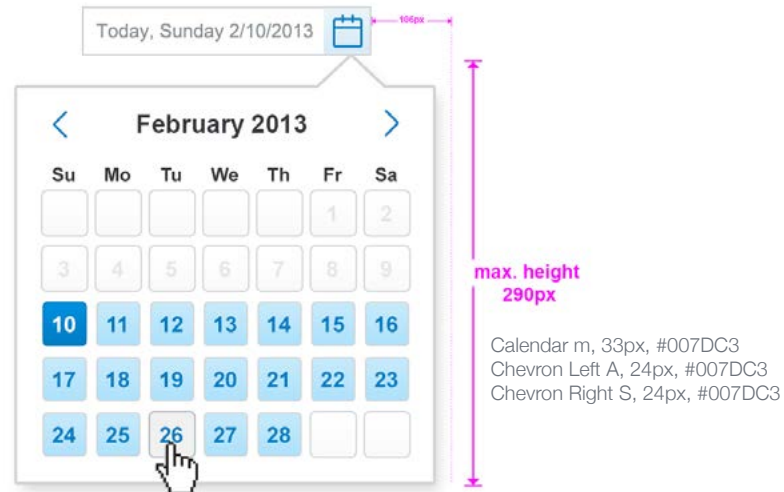 Today, Sunday 2/10/2013
106px
February 2013
Su Mo Tu We Th Fr Sa
1 2
3 4 5 6 7 8 9
10 11 12 13 14 15 16
17 18 19 20 21 22 23
24 25 26 27 28
max. height
290px
Calendar m, 33px, #007DC3
Chevron Left A, 24px, #007DC3
Chevron Right S, 24px, #007DC3